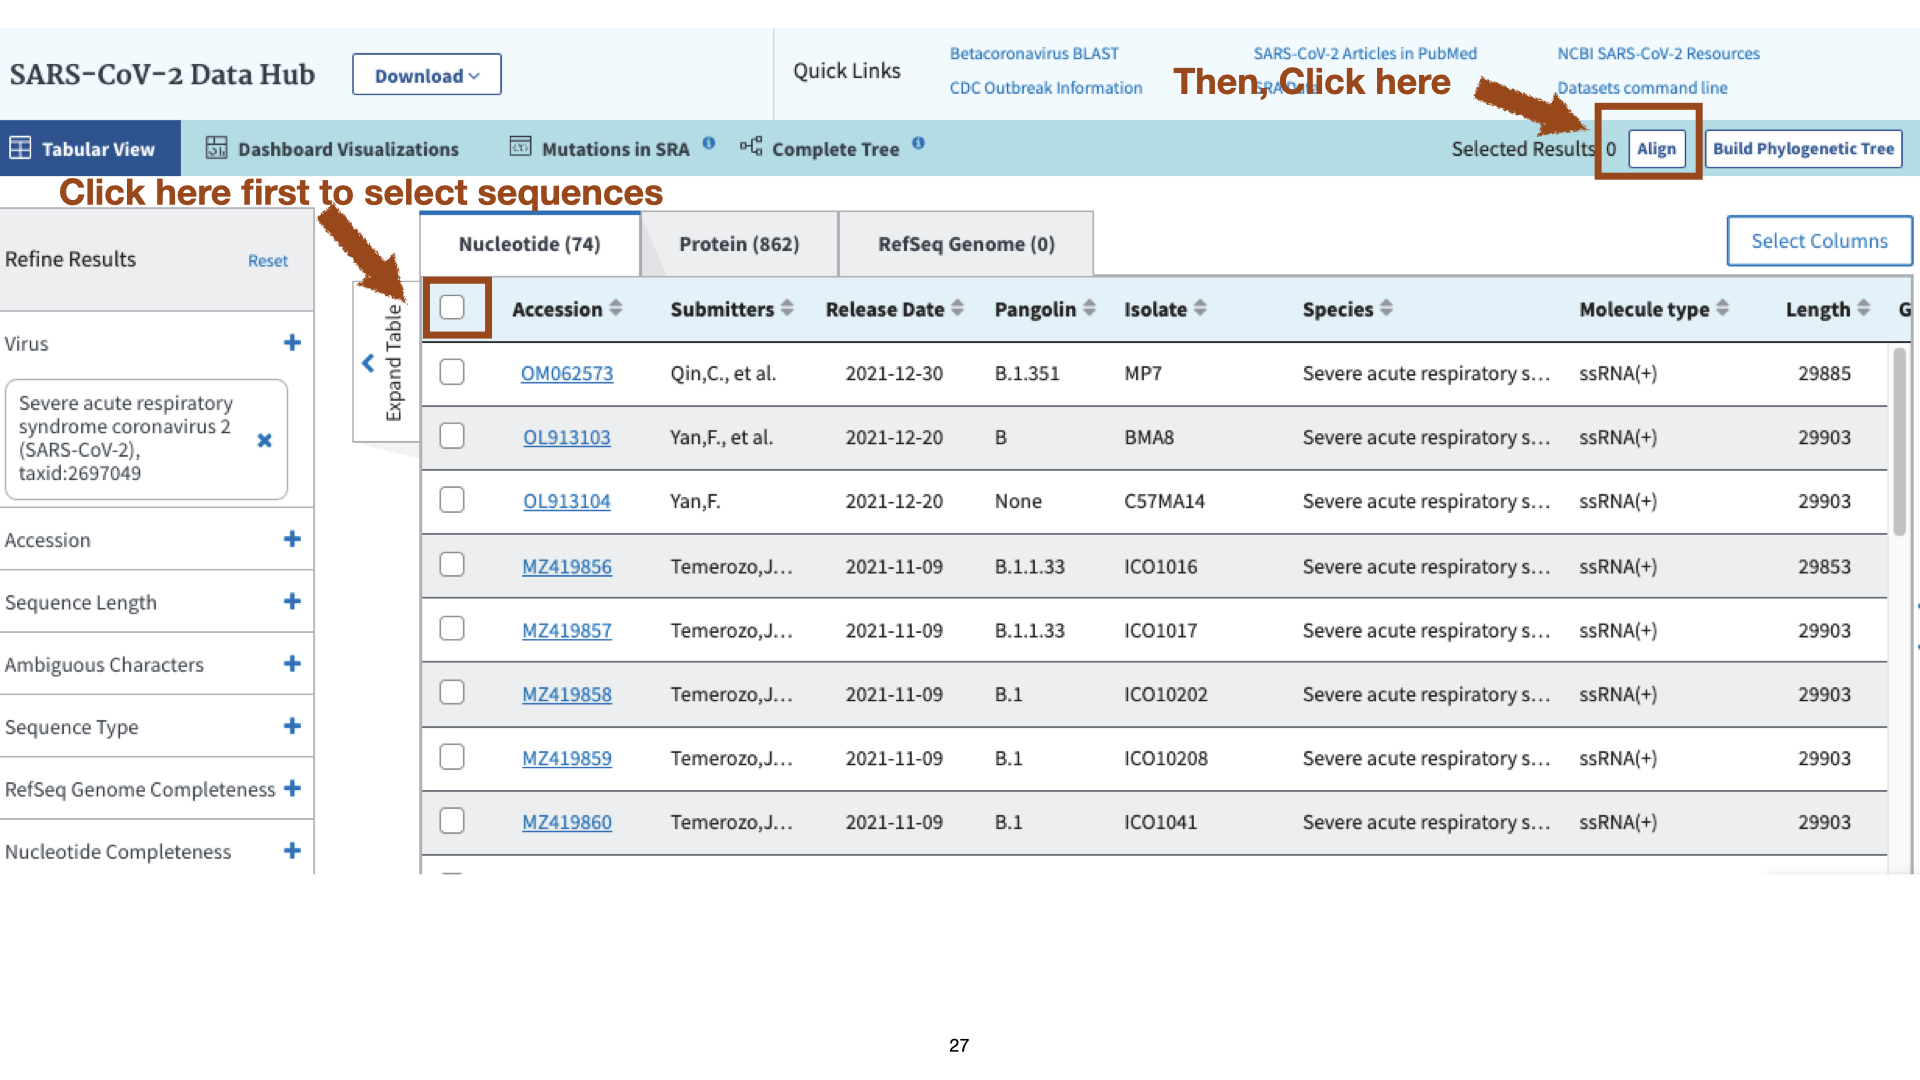 SARS-CoV-2 Data Hub
Download
Quick Links
Betacoronavirus BLAST
SARS-CoV-2 Articles in PubMed
NCBI SARS-CoV-2 Resources
CDC Outbreak Information
SRA Data
Datasets command line
Then, Click here
Tabular View
Dashboard Visualizations
Mutations in SRA
Complete Tree
Selected Results 0
Align
Build Phylogenetic Tree
Click here first to select sequences
Refine Results
Reset
Virus
Severe acute respiratory
syndrome coronavirus 2
(SARS-CoV-2),
taxid:2697049
Accession
Sequence Length
Ambiguous Characters
Sequence Type
RefSeq Genome Completeness
Nucleotide Completeness
Expand Table
Nucleotide (74)
Protein (862)
RefSeq Genome (0)
Select Columns
Accession Submitters Release Date Pangolin Isolate Species Molecule type Length G
OM062573 Qin,C., et al. 2021-12-30 B.1.351 MP7 Severe acute respiratory s... ssRNA(+) 29885
OL913103 Yan,F., et al. 2021-12-20 B BMA8 Severe acute respiratory s... ssRNA(+) 29903
OL913104 Yan,F. 2021-12-20 None C57MA14 Severe acute respiratory s... ssRNA(+) 29903
MZ419856 Temerozo,J... 2021-11-09 B.1.1.33 ICO1016 Severe acute respiratory s... ssRNA(+) 29853
MZ419857 Temerozo,J... 2021-11-09 B.1.1.33 ICO1017 Severe acute respiratory s... ssRNA(+) 29903
MZ419858 Temerozo,J... 2021-11-09 B.1 ICO10202 Severe acute respiratory s... ssRNA(+) 29903
MZ419859 Temerozo,J... 2021-11-09 B.1 ICO10208 Severe acute respiratory s... ssRNA(+) 29903
MZ419860 Temerozo,J... 2021-11-09 B.1 ICO1041 Severe acute respiratory s... ssRNA(+) 29903
27